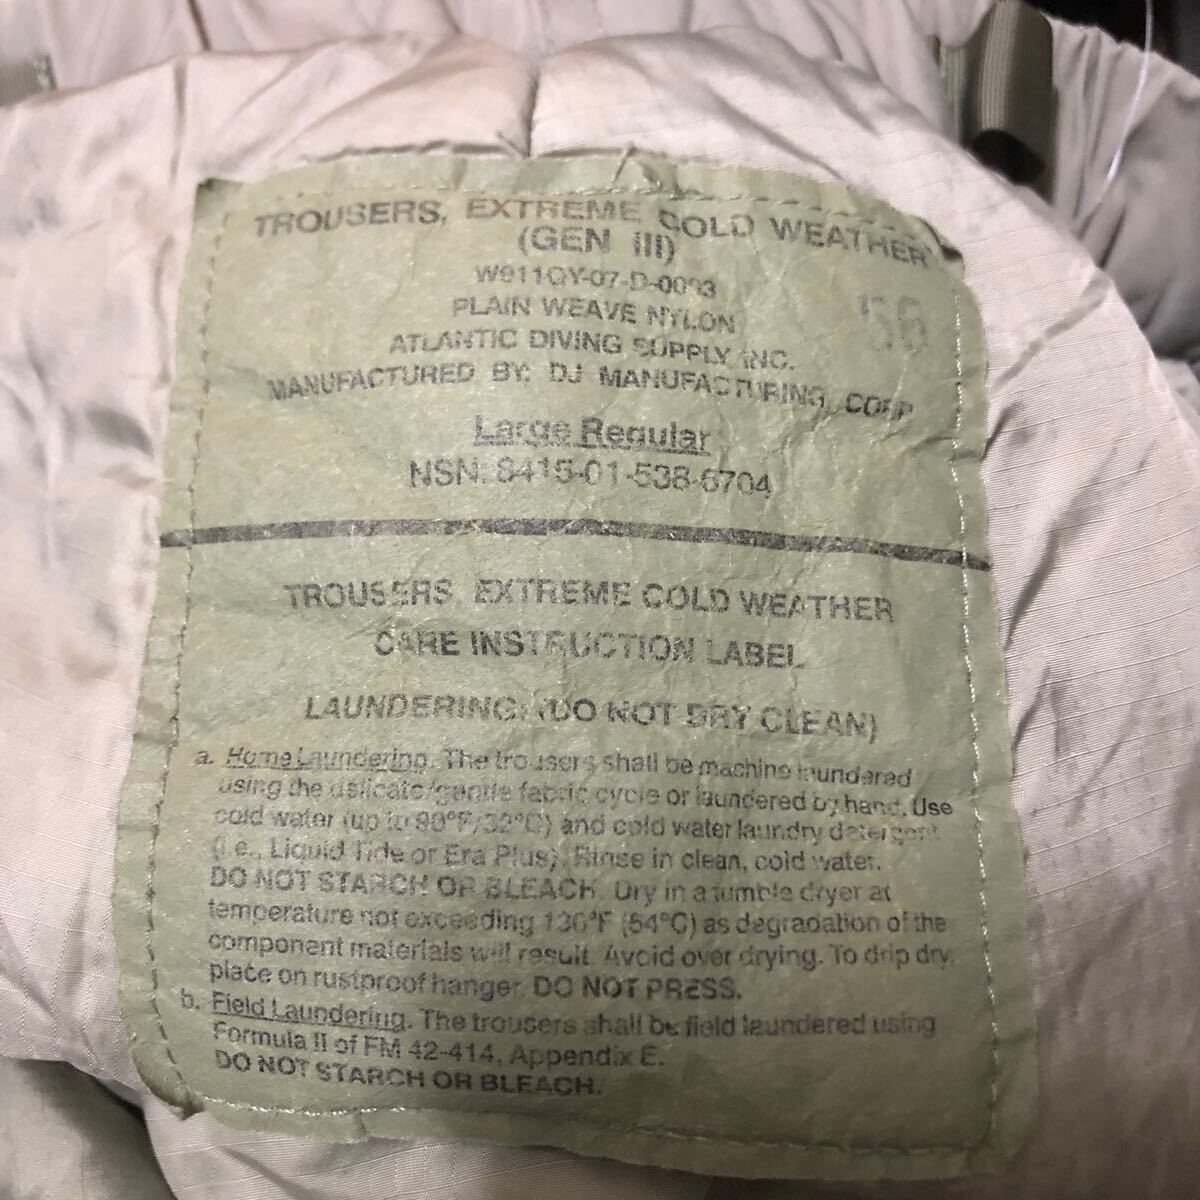 TROUSERS, EXTREME COLD WEATHER
(GEN III)
W911QY-07-D-0003
PLAIN WEAVE NYLON
ATLANTIC DIVING SUPPLY, INC.
MANUFACTURED BY: DJ MANUFACTURING, CORP
Large Regular
NSN: 8415-01-538-6704
TROUSERS, EXTREME COLD WEATHER
CARE INSTRUCTION LABEL
LAUNDERING: (DO NOT DRY CLEAN)
a. Home Laundering. The trousers shall be machine laundered
using the delicate/gentle fabric cycle or laundered by hand. Use
cold water (up to 90°F/32°C) and cold water laundry detergent
(i.e., Liquid Tide or Era Plus). Rinse in clean, cold water.
DO NOT STARCH OR BLEACH. Dry in a tumble dryer at
temperature not exceeding 130°F (54°C) as degradation of the
component materials will result. Avoid over drying. To drip dry,
place on rustproof hanger. DO NOT PRESS.
b. Field Laundering. The trousers shall be field laundered using
Formula II of FM 42-414, Appendix E.
DO NOT STARCH OR BLEACH.